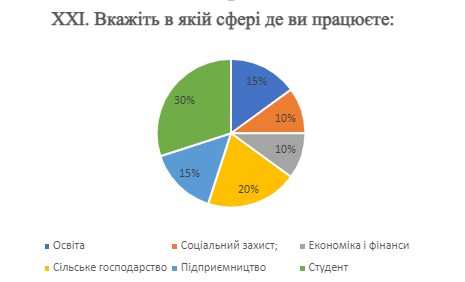 XXI. Вкажіть в якій сфері де ви працюєте:
15%
10%
10%
20%
15%
30%
Освіта Соціальний захист; Економіка і фінанси
Сільське господарство Підприємництво Студент